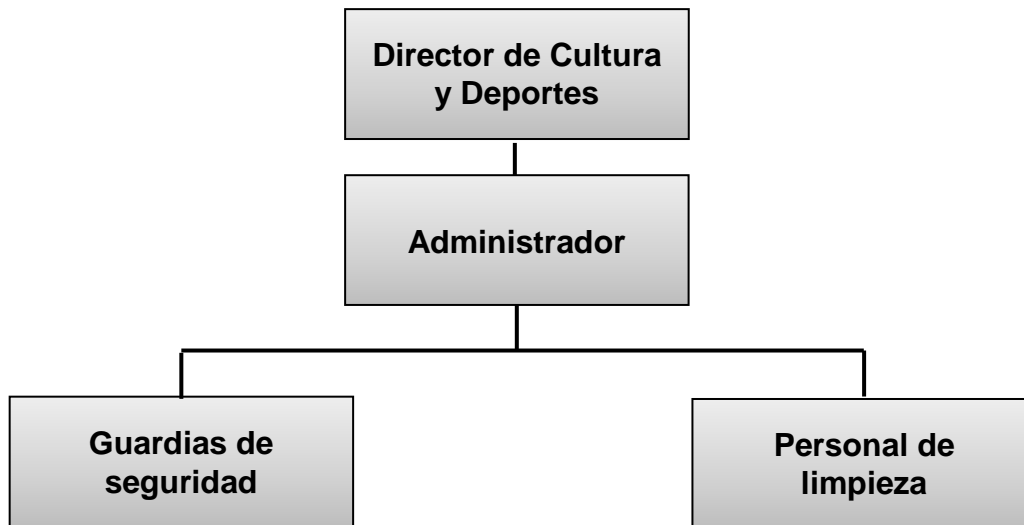 Director de Cultura
y Deportes
Administrador
Guardias de
seguridad
Personal de
limpieza